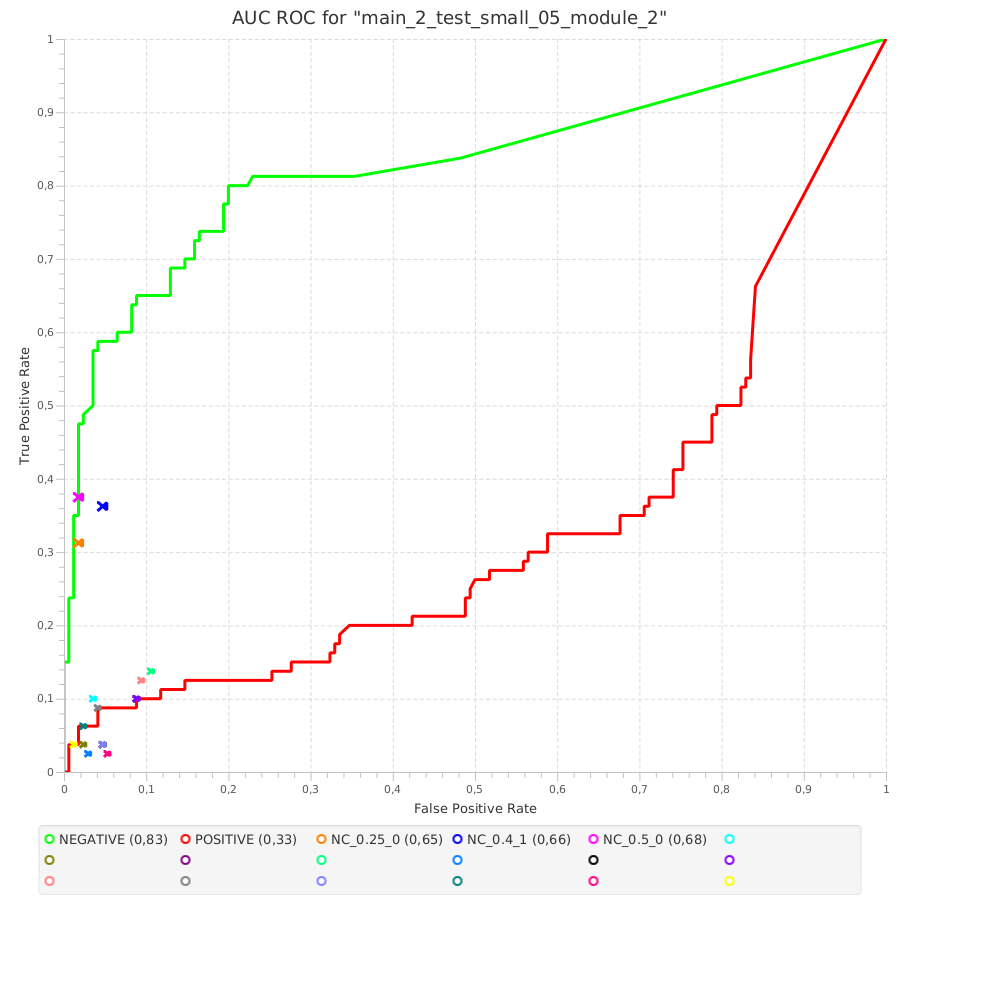 AUC ROC for "main_2_test_small_05_module_2"
True Positive Rate
1
0,9
0,8
0,7
0,6
0,5
0,4
0,3
0,2
0,1
0
0 0,1 0,2 0,3 0,4 0,5 0,6 0,7 0,8 0,9 1
False Positive Rate
NEGATIVE (0,83) POSITIVE (0,33) NC_0.25_0 (0,65) NC_0.4_1 (0,66) NC_0.5_0 (0,68)